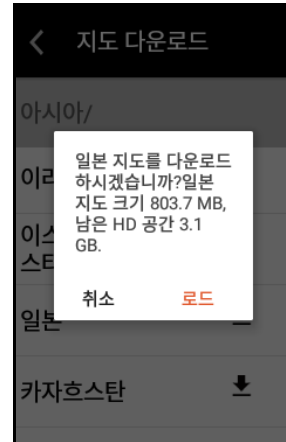 지도 다운로드
아시아/
일본 지도를 다운로드
하시겠습니까?일본
지도 크기 803.7 MB,
남은 HD 공간 3.1
GB.
취소
로드
이라
이스
스탄
일본
카자흐스탄